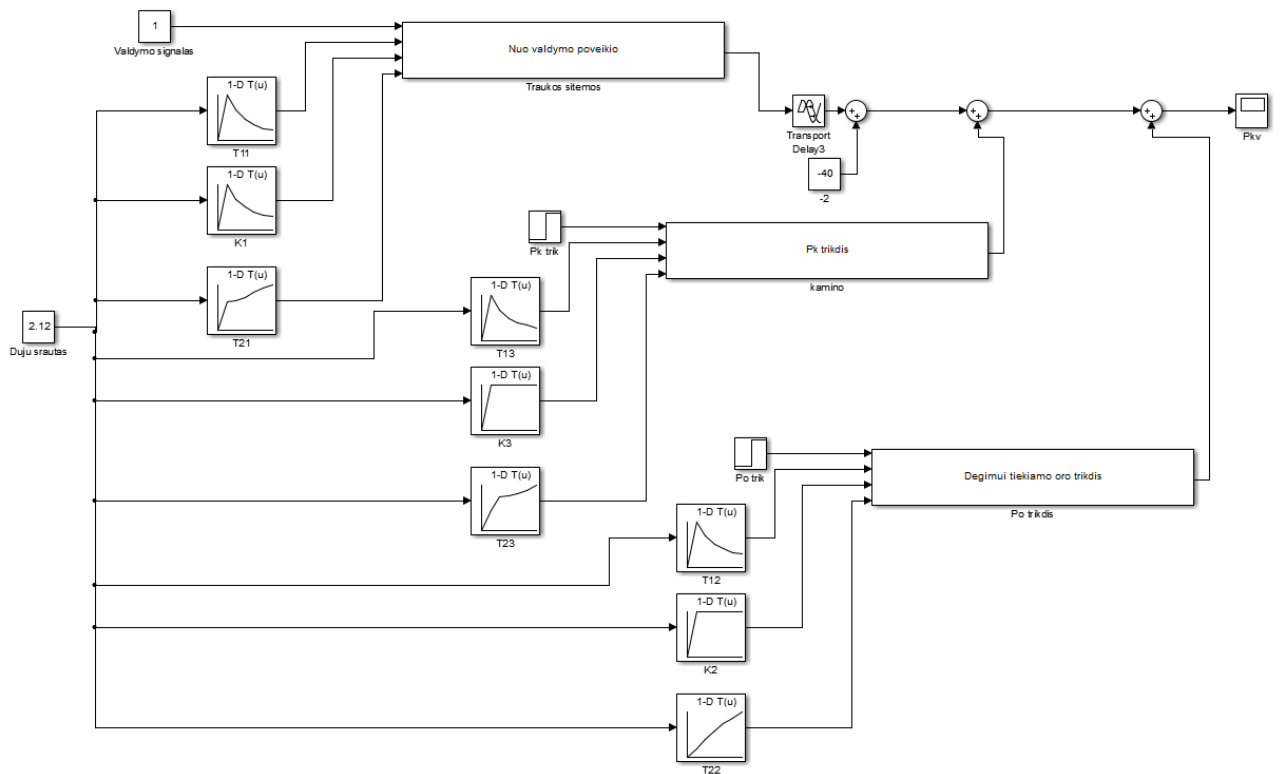 1
Valdymo signalas
Nuo valdymo poveikio
Traukos sitemos
1-D T(u)
T11
Transport
Delay3
+
+
+
+
+
+
Pkv
-40
-2
1-D T(u)
K1
Pk trik
Pk trikdis
kamino
1-D T(u)
T21
1-D T(u)
T13
2.12
Duju srautas
1-D T(u)
K3
Po trik
Degimui tiekiamo oro trikdis
Po trikdis
1-D T(u)
T23
1-D T(u)
T12
1-D T(u)
K2
1-D T(u)
T22